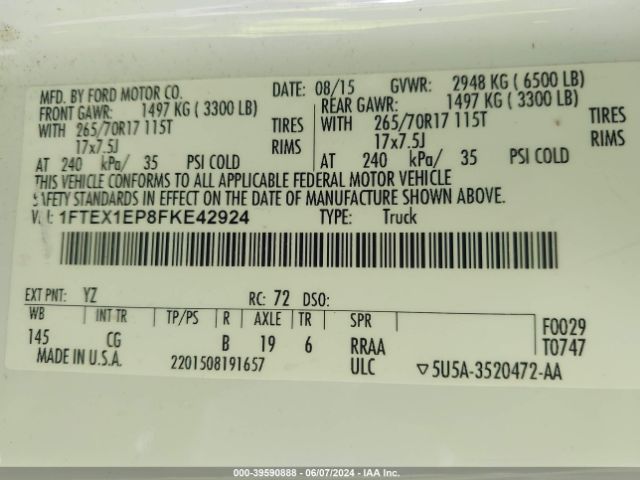 MFD. BY FORD MOTOR CO. DATE: 08/15 GVWR: 2948 KG ( 6500 LB)
FRONT GAWR: 1497 KG ( 3300 LB) REAR GAWR: 1497 KG ( 3300 LB)
WITH 265/70R17 115T TIRES WITH 265/70R17 115T TIRES
17x7.5J RIMS 17x7.5J RIMS
AT 240 kPa/ 35 PSI COLD AT 240 kPa/ 35 PSI COLD
THIS VEHICLE CONFORMS TO ALL APPLICABLE FEDERAL MOTOR VEHICLE
SAFETY STANDARDS IN EFFECT ON THE DATE OF MANUFACTURE SHOWN ABOVE.
VIN: 1FTEX1EP8FKE42924 TYPE: Truck
EXT PNT: YZ RC: 72 DSO:
WB INT TR TP/PS R AXLE TR SPR F0029
145 CG B 19 6 RRAA T0747
MADE IN U.S.A. 2201508191657 ULC ▽5U5A-3520472-AA
000-39590888 - 06/07/2024 - IAA Inc.